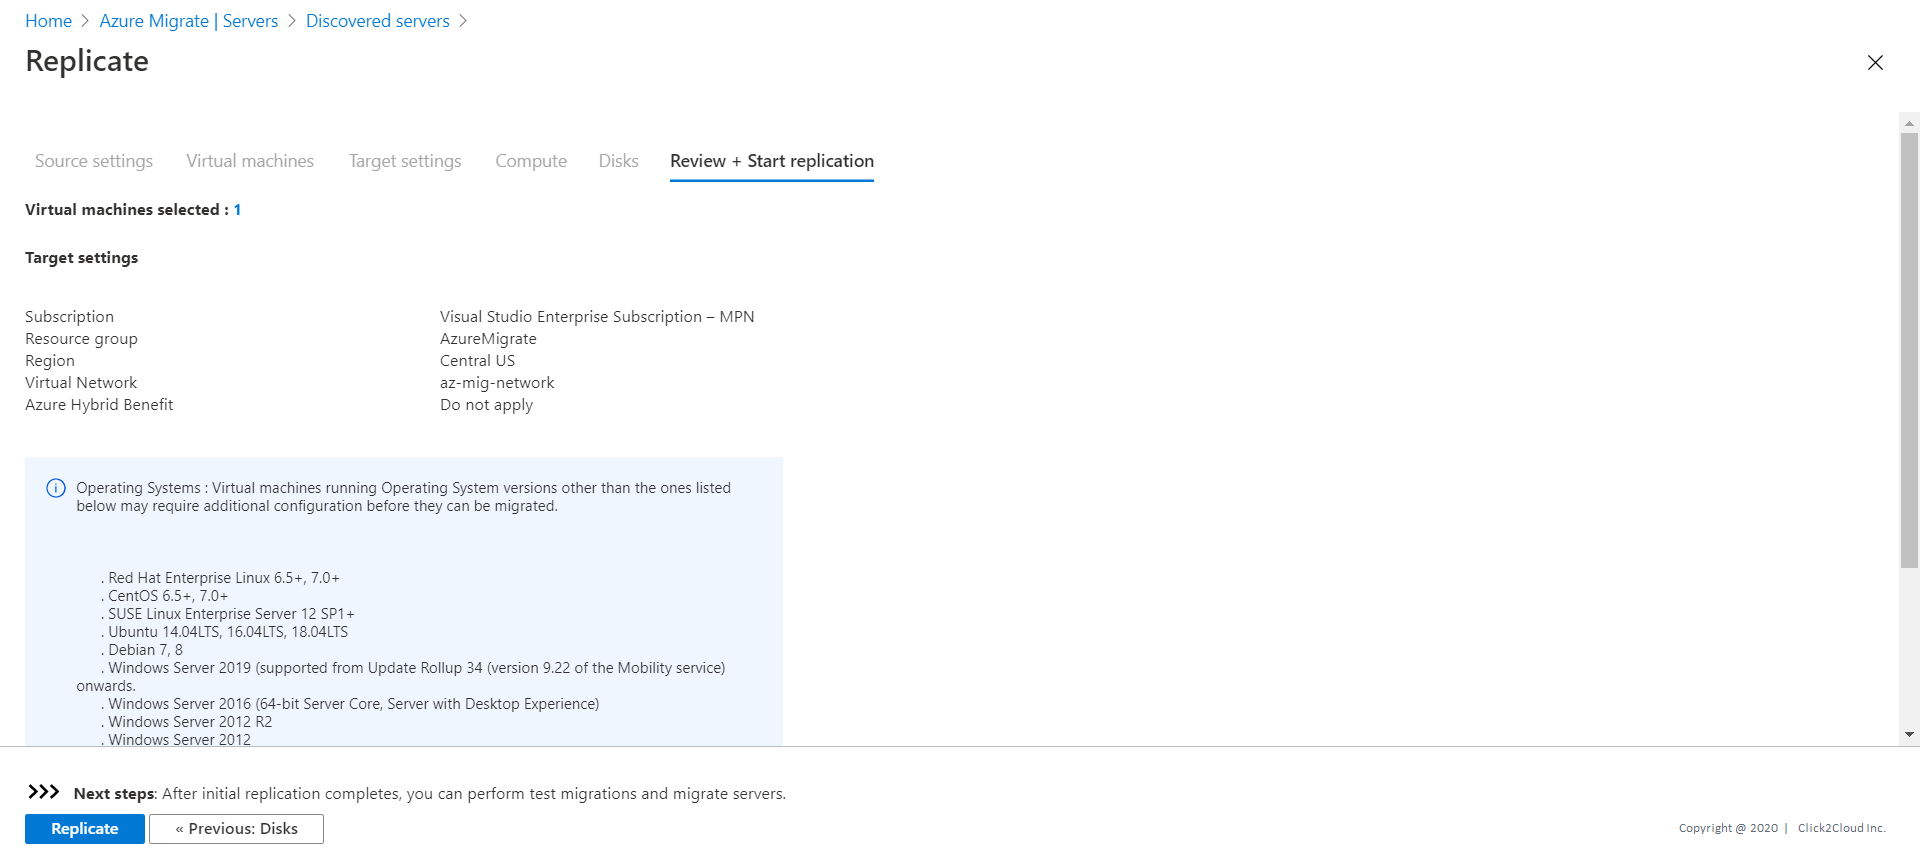 Home > Azure Migrate | Servers > Discovered servers >
Replicate
Source settings Virtual machines Target settings Compute Disks Review + Start replication
Virtual machines selected : 1
Target settings
Subscription Visual Studio Enterprise Subscription – MPN
Resource group AzureMigrate
Region Central US
Virtual Network az-mig-network
Azure Hybrid Benefit Do not apply
Operating Systems : Virtual machines running Operating System versions other than the ones listed
below may require additional configuration before they can be migrated.
. Red Hat Enterprise Linux 6.5+, 7.0+
. CentOS 6.5+, 7.0+
. SUSE Linux Enterprise Server 12 SP1+
. Ubuntu 14.04LTS, 16.04LTS, 18.04LTS
. Debian 7, 8
. Windows Server 2019 (supported from Update Rollup 34 (version 9.22 of the Mobility service)
onwards.
. Windows Server 2016 (64-bit Server Core, Server with Desktop Experience)
. Windows Server 2012 R2
. Windows Server 2012
Next steps: After initial replication completes, you can perform test migrations and migrate servers.
Replicate « Previous: Disks
Copyright @ 2020 | Click2Cloud Inc.